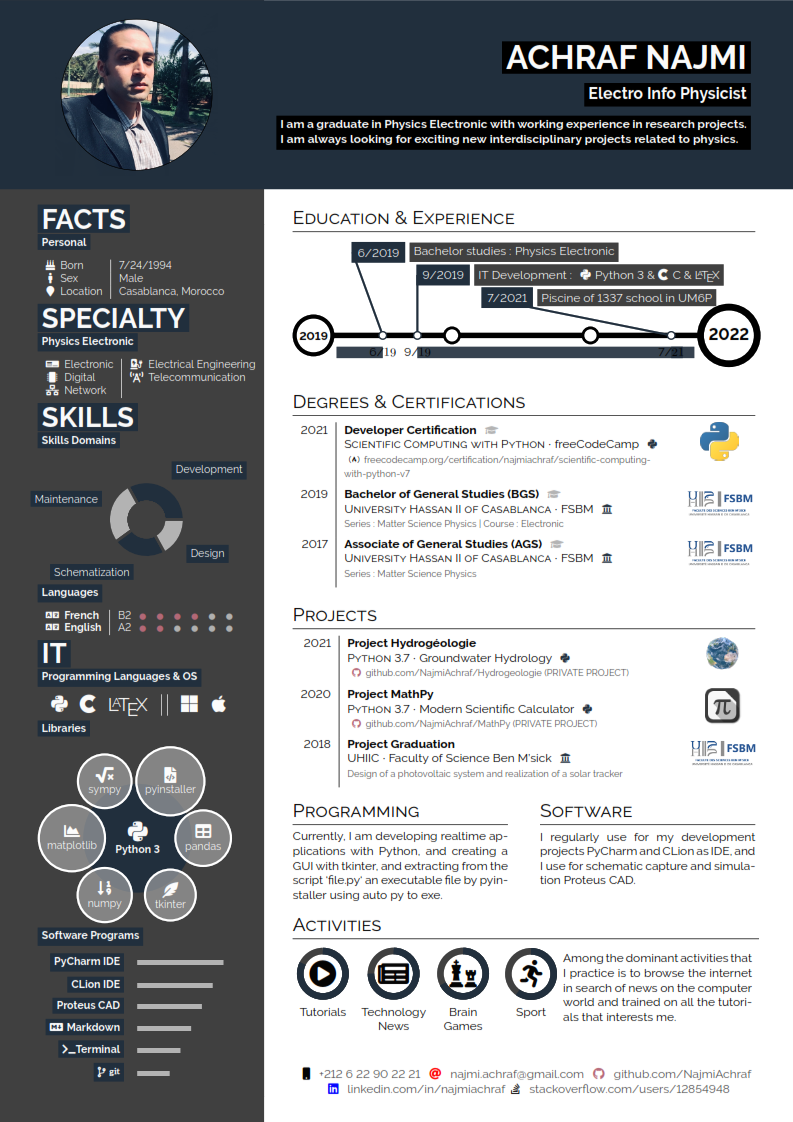 ACHRAF NAJMI
Electro Info Physicist
I am a graduate in Physics Electronic with working experience in research projects.
I am always looking for exciting new interdisciplinary projects related to physics.
FACTS
Personal
Born 7/24/1994
Sex Male
Location Casablanca, Morocco
SPECIALTY
Physics Electronic
Electronic Electrical Engineering
Digital Telecommunication
Network
SKILLS
Skills Domains
Development
Maintenance
Design
Schematization
Languages
French B2
English A2
IT
Programming Languages & OS
LATEX
Libraries
sympy
pyinstaller
matplotlib
Python 3
pandas
numpy
tkinter
Software Programs
PyCharm IDE
CLion IDE
Proteus CAD
Markdown
Terminal
git
EDUCATION & EXPERIENCE
6/2019 Bachelor studies : Physics Electronic
9/2019 IT Development : Python 3 & C & LATEX
7/2021 Piscine of 1337 school in UM6P
2019
2022
6/19 9/19 7/21
DEGREES & CERTIFICATIONS
2021 Developer Certification
SCIENTIFIC COMPUTING WITH PYTHON · freeCodeCamp
freecodecamp.org/certification/najmiachraf/scientific-computing-
with-python-v7
2019 Bachelor of General Studies (BGS)
UNIVERSITY HASSAN II OF CASABLANCA · FSBM
Series : Matter Science Physics | Course : Electronic
FSBM
2017 Associate of General Studies (AGS)
UNIVERSITY HASSAN II OF CASABLANCA · FSBM
Series : Matter Science Physics
FSBM
PROJECTS
2021 Project Hydrogéologie
PYTHON 3.7 · Groundwater Hydrology
github.com/NajmiAchraf/Hydrogeologie (PRIVATE PROJECT)
2020 Project MathPy
PYTHON 3.7 · Modern Scientific Calculator
github.com/NajmiAchraf/MathPy (PRIVATE PROJECT)
π
2018 Project Graduation
UHIIC · Faculty of Science Ben M'sick
Design of a photovoltaic system and realization of a solar tracker
FSBM
PROGRAMMING
Currently, I am developing realtime ap-
plications with Python, and creating a
GUI with tkinter, and extracting from the
script 'file.py' an executable file by pyin-
staller using auto py to exe.
SOFTWARE
I regularly use for my development
projects PyCharm and CLion as IDE, and
I use for schematic capture and simula-
tion Proteus CAD.
ACTIVITIES
Tutorials
Technology
News
Brain
Games
Sport
Among the dominant activities that
I practice is to browse the internet
in search of news on the computer
world and trained on all the tutori-
als that interests me.
+212 6 22 90 22 21 najmi.achraf@gmail.com github.com/NajmiAchraf
linkedin.com/in/najmiachraf stackoverflow.com/users/12854948